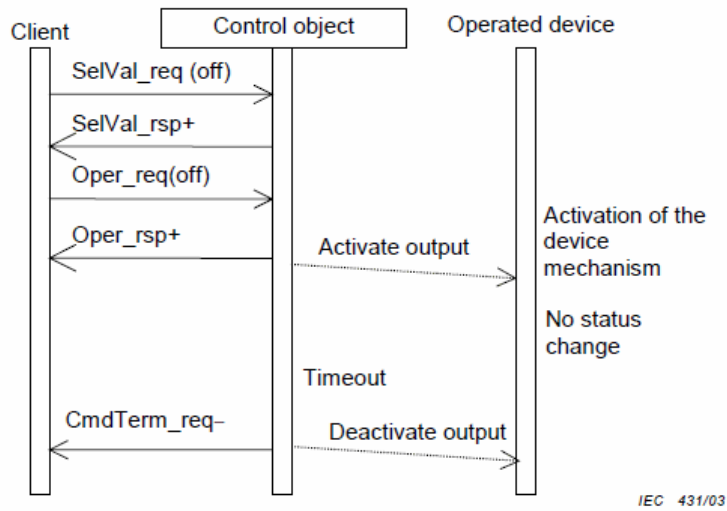 Client
Control object
Operated device
SelVal_req (off)
SelVal_rsp+
Oper_req(off)
Oper_rsp+
Activate output
Activation of the
device
mechanism
No status
change
Timeout
CmdTerm_req–
Deactivate output
IEC 431/03